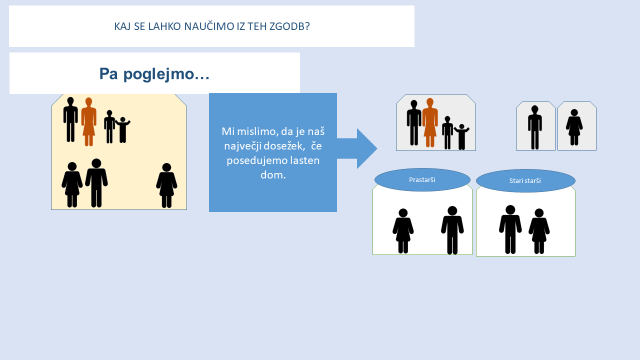 KAJ SE LAHKO NAUČIMO IZ TEH ZGODB?
Pa poglejmo…
Mi mislimo, da je naš
največji dosežek, če
posedujemo lasten
dom.
Prastarši
Stari starši